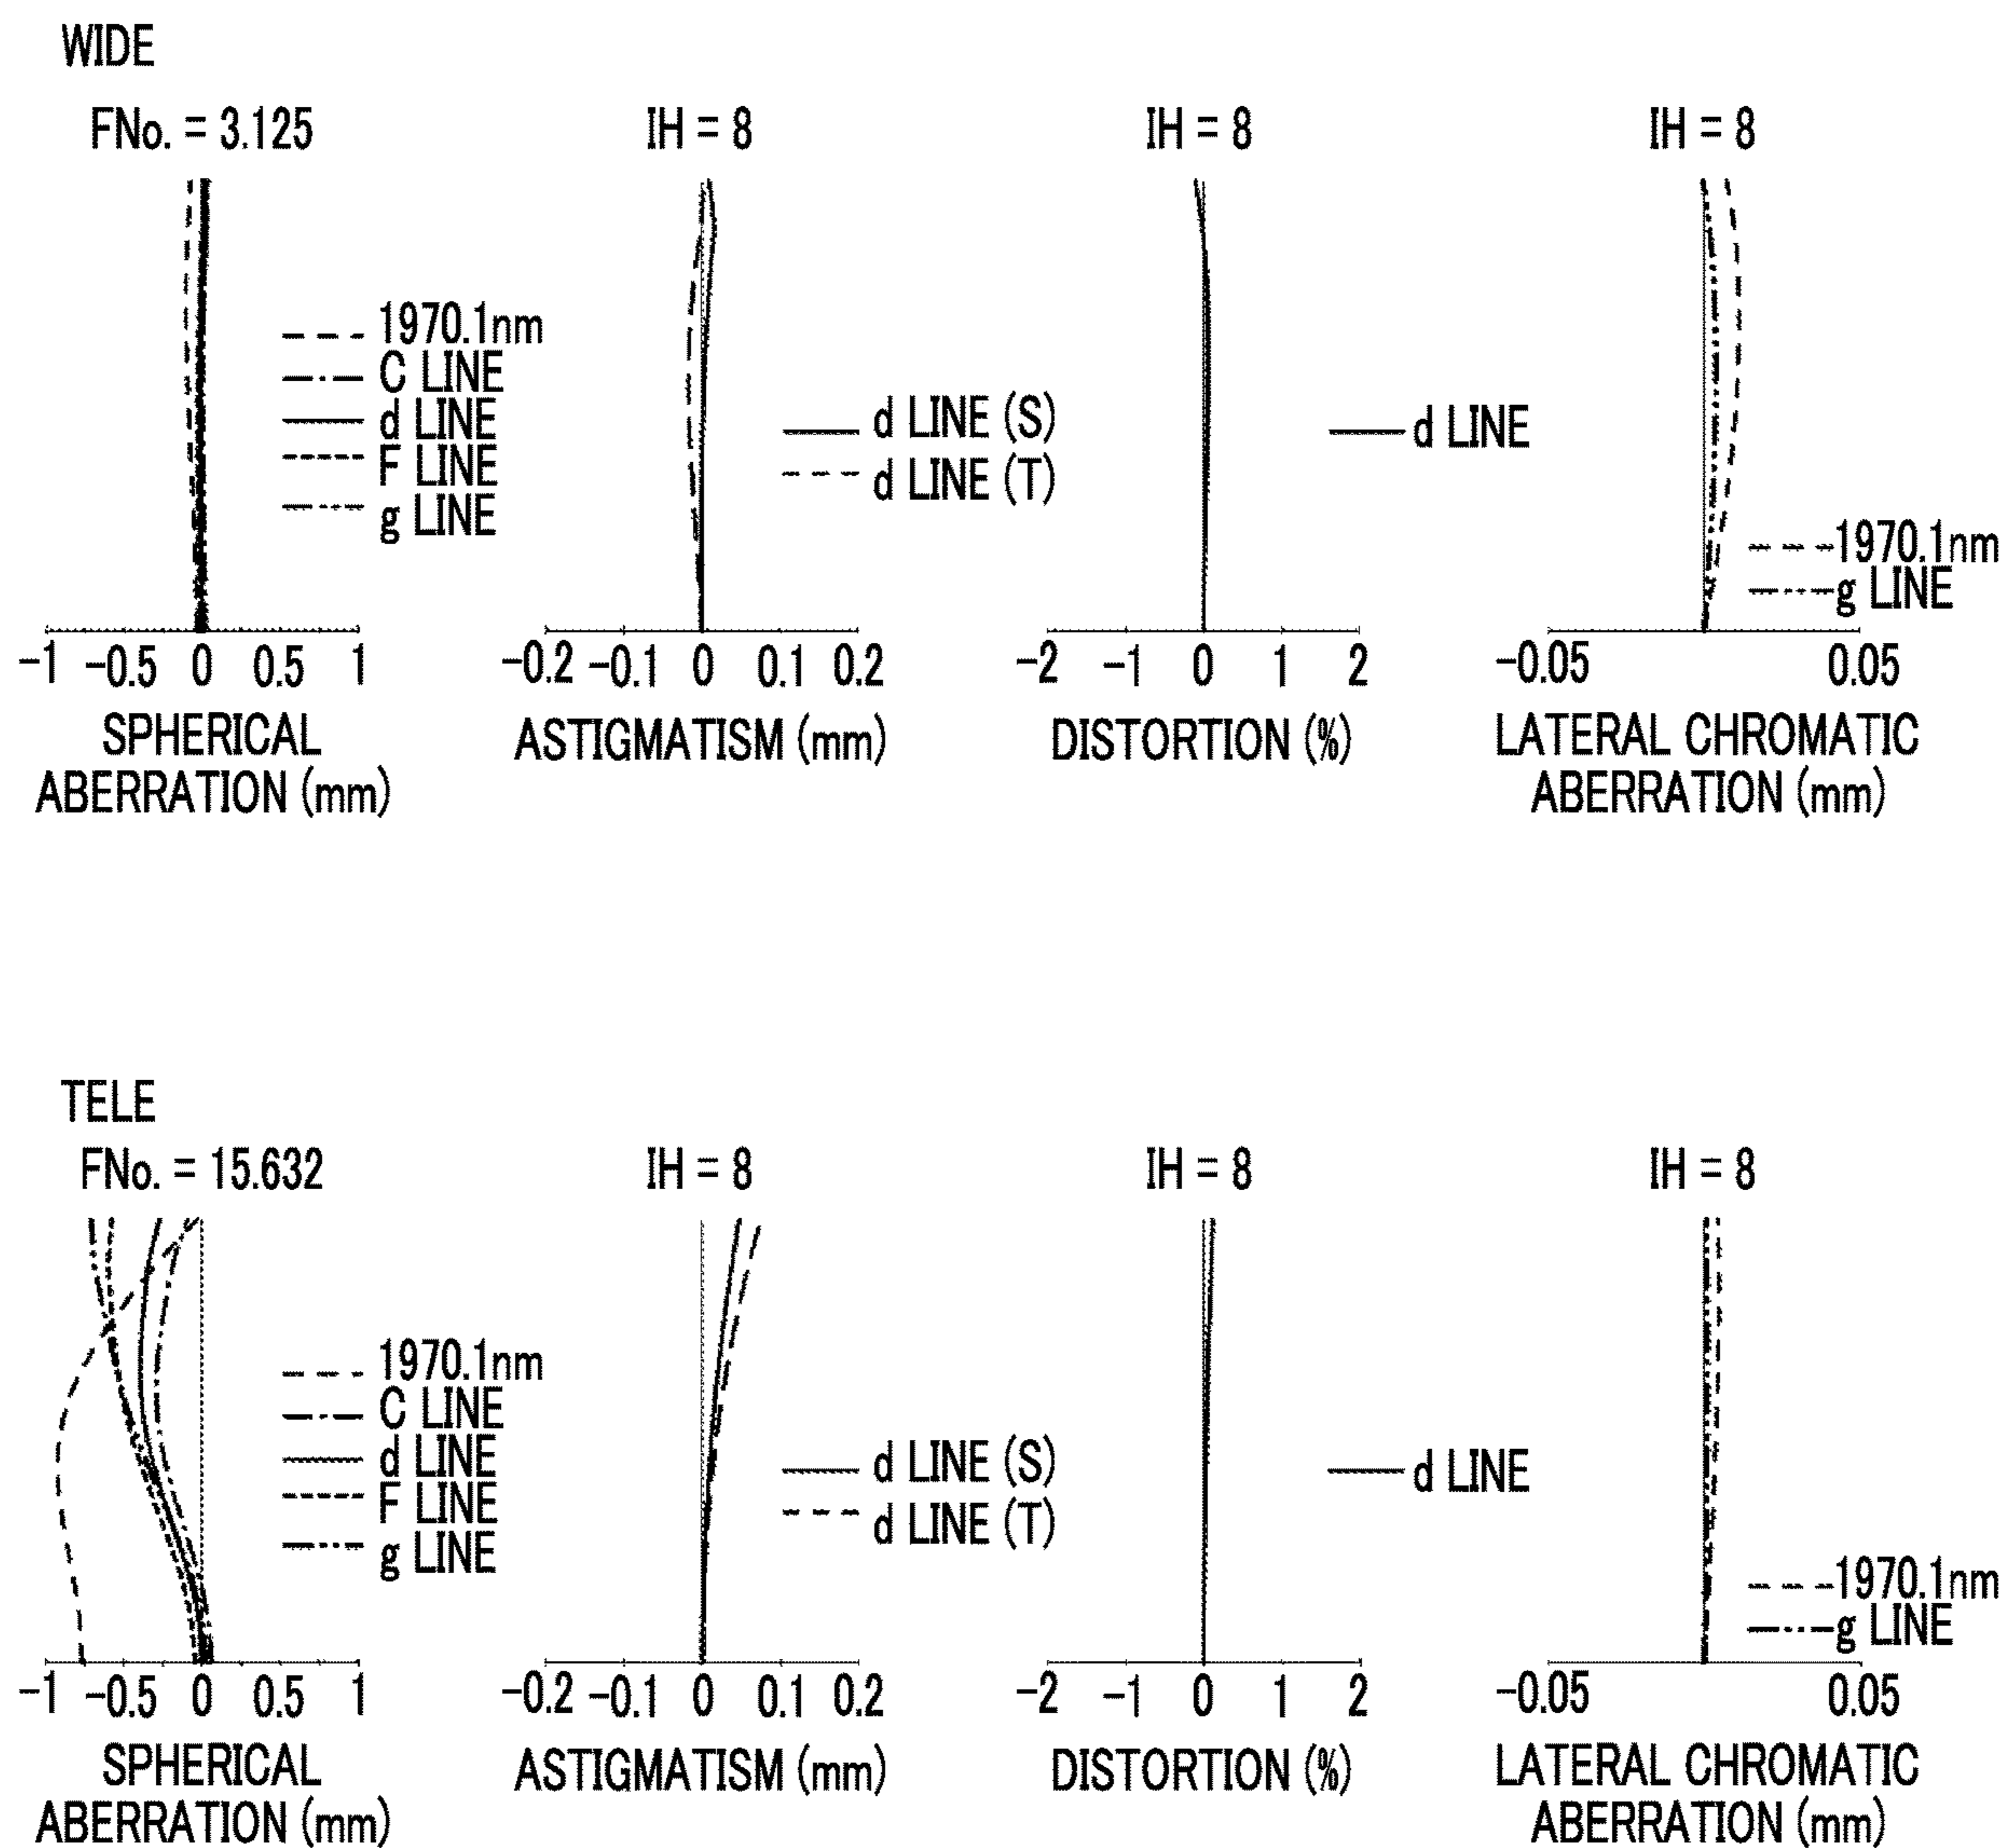 WIDE
FNo. = 3.125
IH = 8
IH = 8
IH = 8
1970.1nm
C LINE
d LINE
F LINE
g LINE
d LINE (S)
d LINE (T)
d LINE
1970.1nm
g LINE
-1 -0.5 0 0.5 1
-0.2 -0.1 0 0.1 0.2
-2 -1 0 1 2
-0.05 0.05
SPHERICAL
ABERRATION (mm)
ASTIGMATISM (mm)
DISTORTION (%)
LATERAL CHROMATIC
ABERRATION (mm)
TELE
FNo. = 15.632
IH = 8
IH = 8
IH = 8
1970.1nm
C LINE
d LINE
F LINE
g LINE
d LINE (S)
d LINE (T)
d LINE
1970.1nm
g LINE
-1 -0.5 0 0.5 1
-0.2 -0.1 0 0.1 0.2
-2 -1 0 1 2
-0.05 0.05
SPHERICAL
ABERRATION (mm)
ASTIGMATISM (mm)
DISTORTION (%)
LATERAL CHROMATIC
ABERRATION (mm)